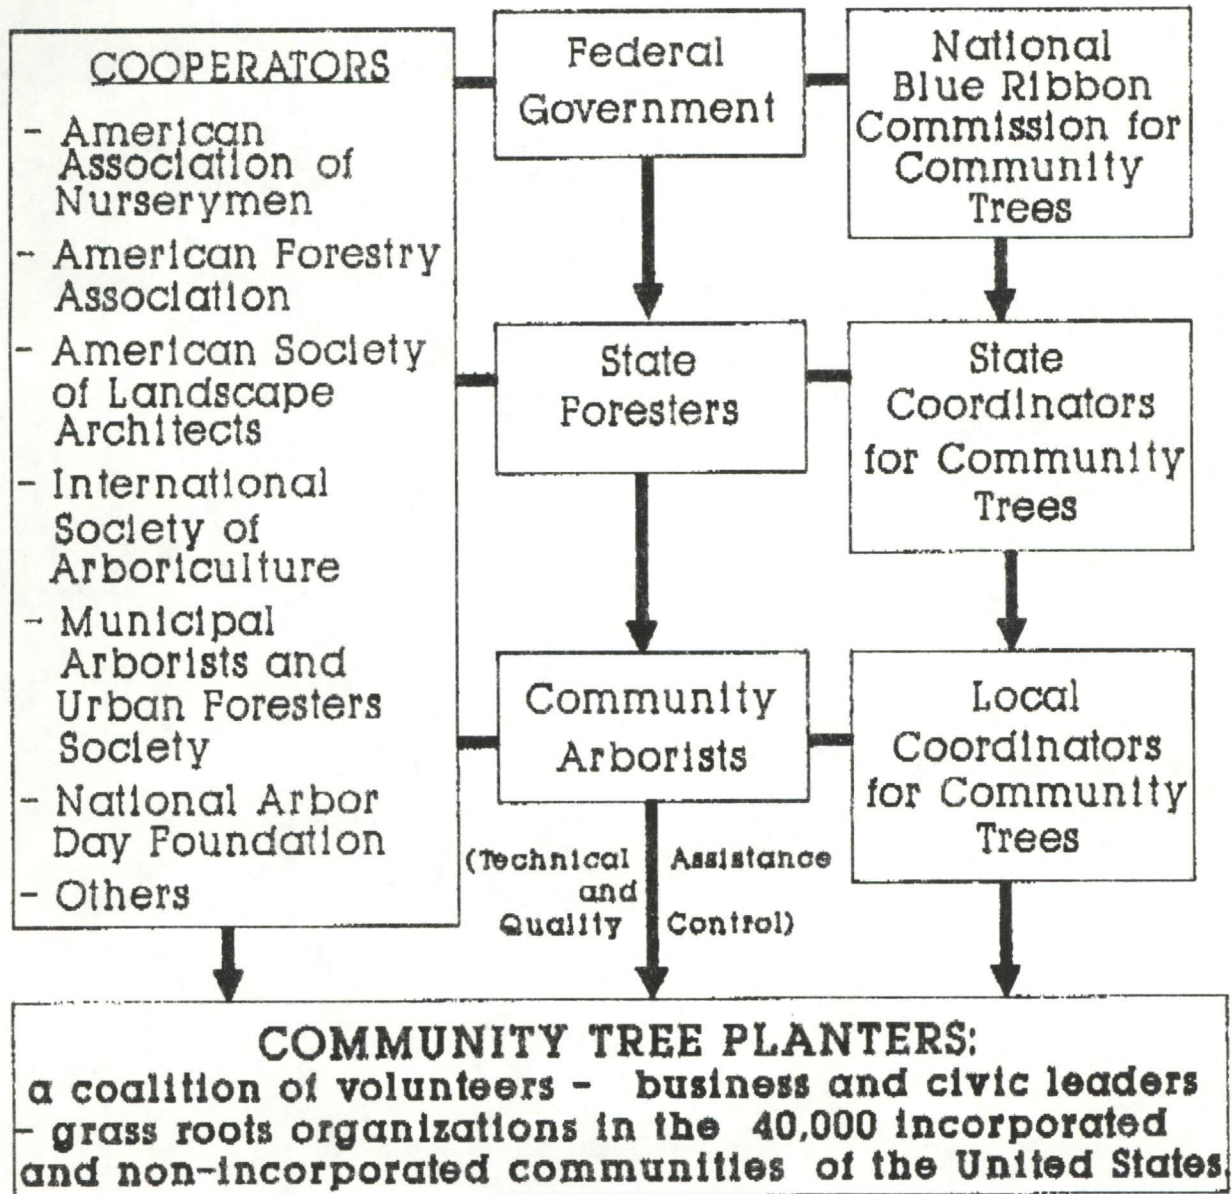 COOPERATORS
- American
Association of
Nurserymen
- American Forestry
Association
- American Society
of Landscape
Architects
- International
Society of
Arboriculture
- Municipal
Arborists and
Urban Foresters
Society
- National Arbor
Day Foundation
- Others
Federal
Government
National
Blue Ribbon
Commission for
Community
Trees
State
Foresters
State
Coordinators
for Community
Trees
Community
Arborists
Local
Coordinators
for Community
Trees
(Technical Assistance
and
Quality Control)
COMMUNITY TREE PLANTERS:
a coalition of volunteers - business and civic leaders
- grass roots organizations in the 40,000 incorporated
and non-incorporated communities of the United States